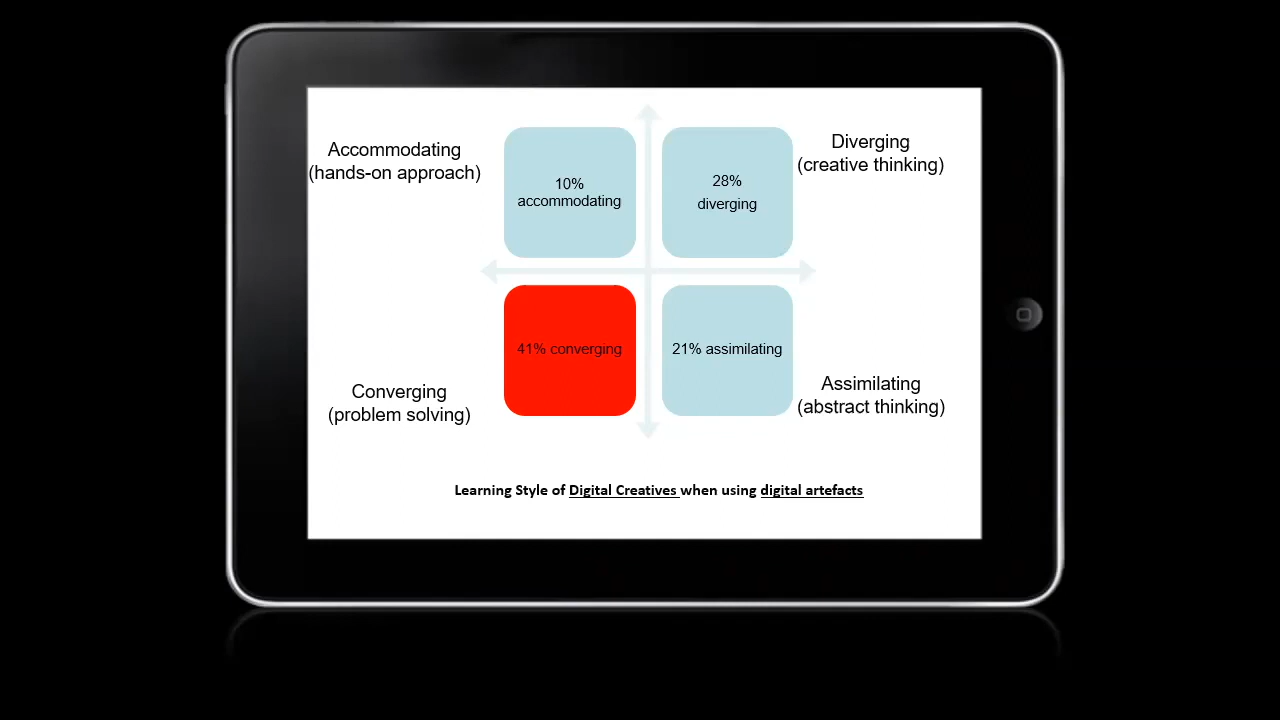 Accommodating
(hands-on approach)
10%
accommodating
28%
diverging
Diverging
(creative thinking)
41% converging
21% assimilating
Converging
(problem solving)
Assimilating
(abstract thinking)
Learning Style of Digital Creatives when using digital artefacts